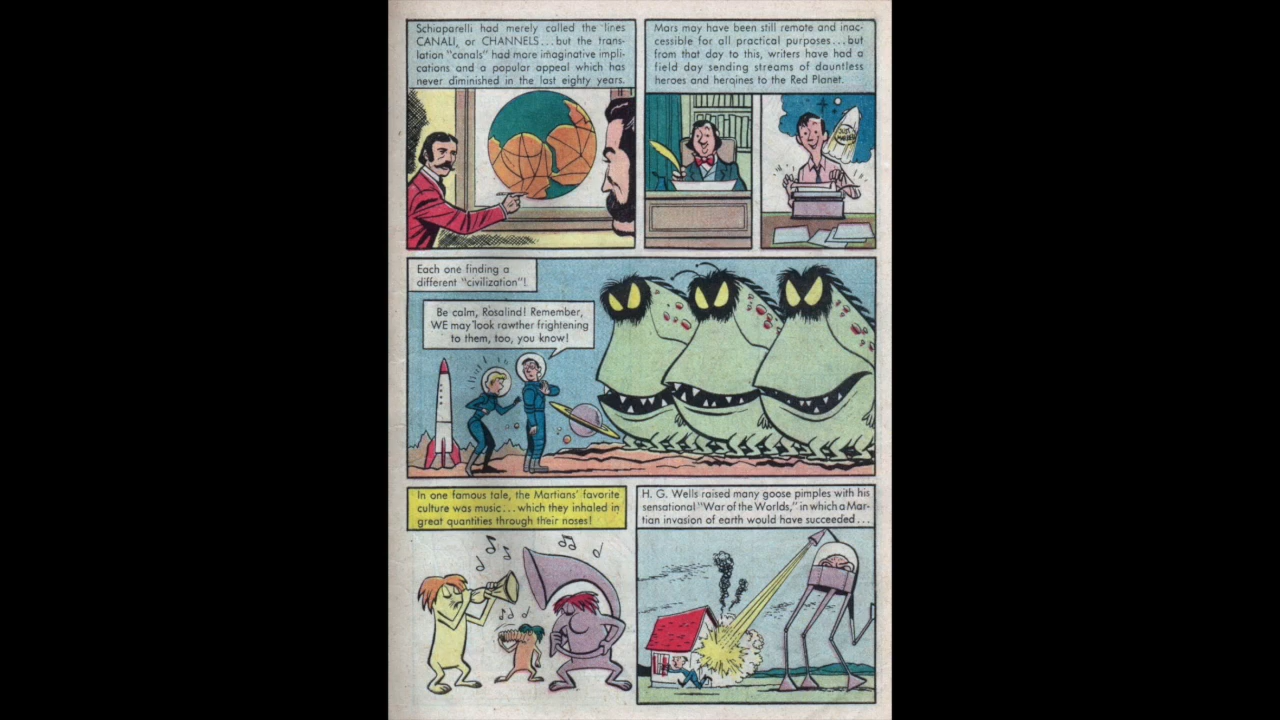 Schiaparelli had merely called the lines
CANALI, or CHANNELS...but the trans-
lation "canals" had more imaginative impli-
cations and a popular appeal which has
never diminished in the last eighty years.
Mars may have been still remote and inac-
cessible for all practical purposes...but
from that day to this, writers have had a
field day sending streams of dauntless
heroes and heroines to the Red Planet.
Each one finding a
different "civilization"!
Be calm, Rosalind! Remember,
WE may look rawther frightening
to them, too, you know!
In one famous tale, the Martians' favorite
culture was music...which they inhaled in
great quantities through their noses!
H. G. Wells raised many goose pimples with his
sensational "War of the Worlds," in which a Mar-
tian invasion of earth would have succeeded...